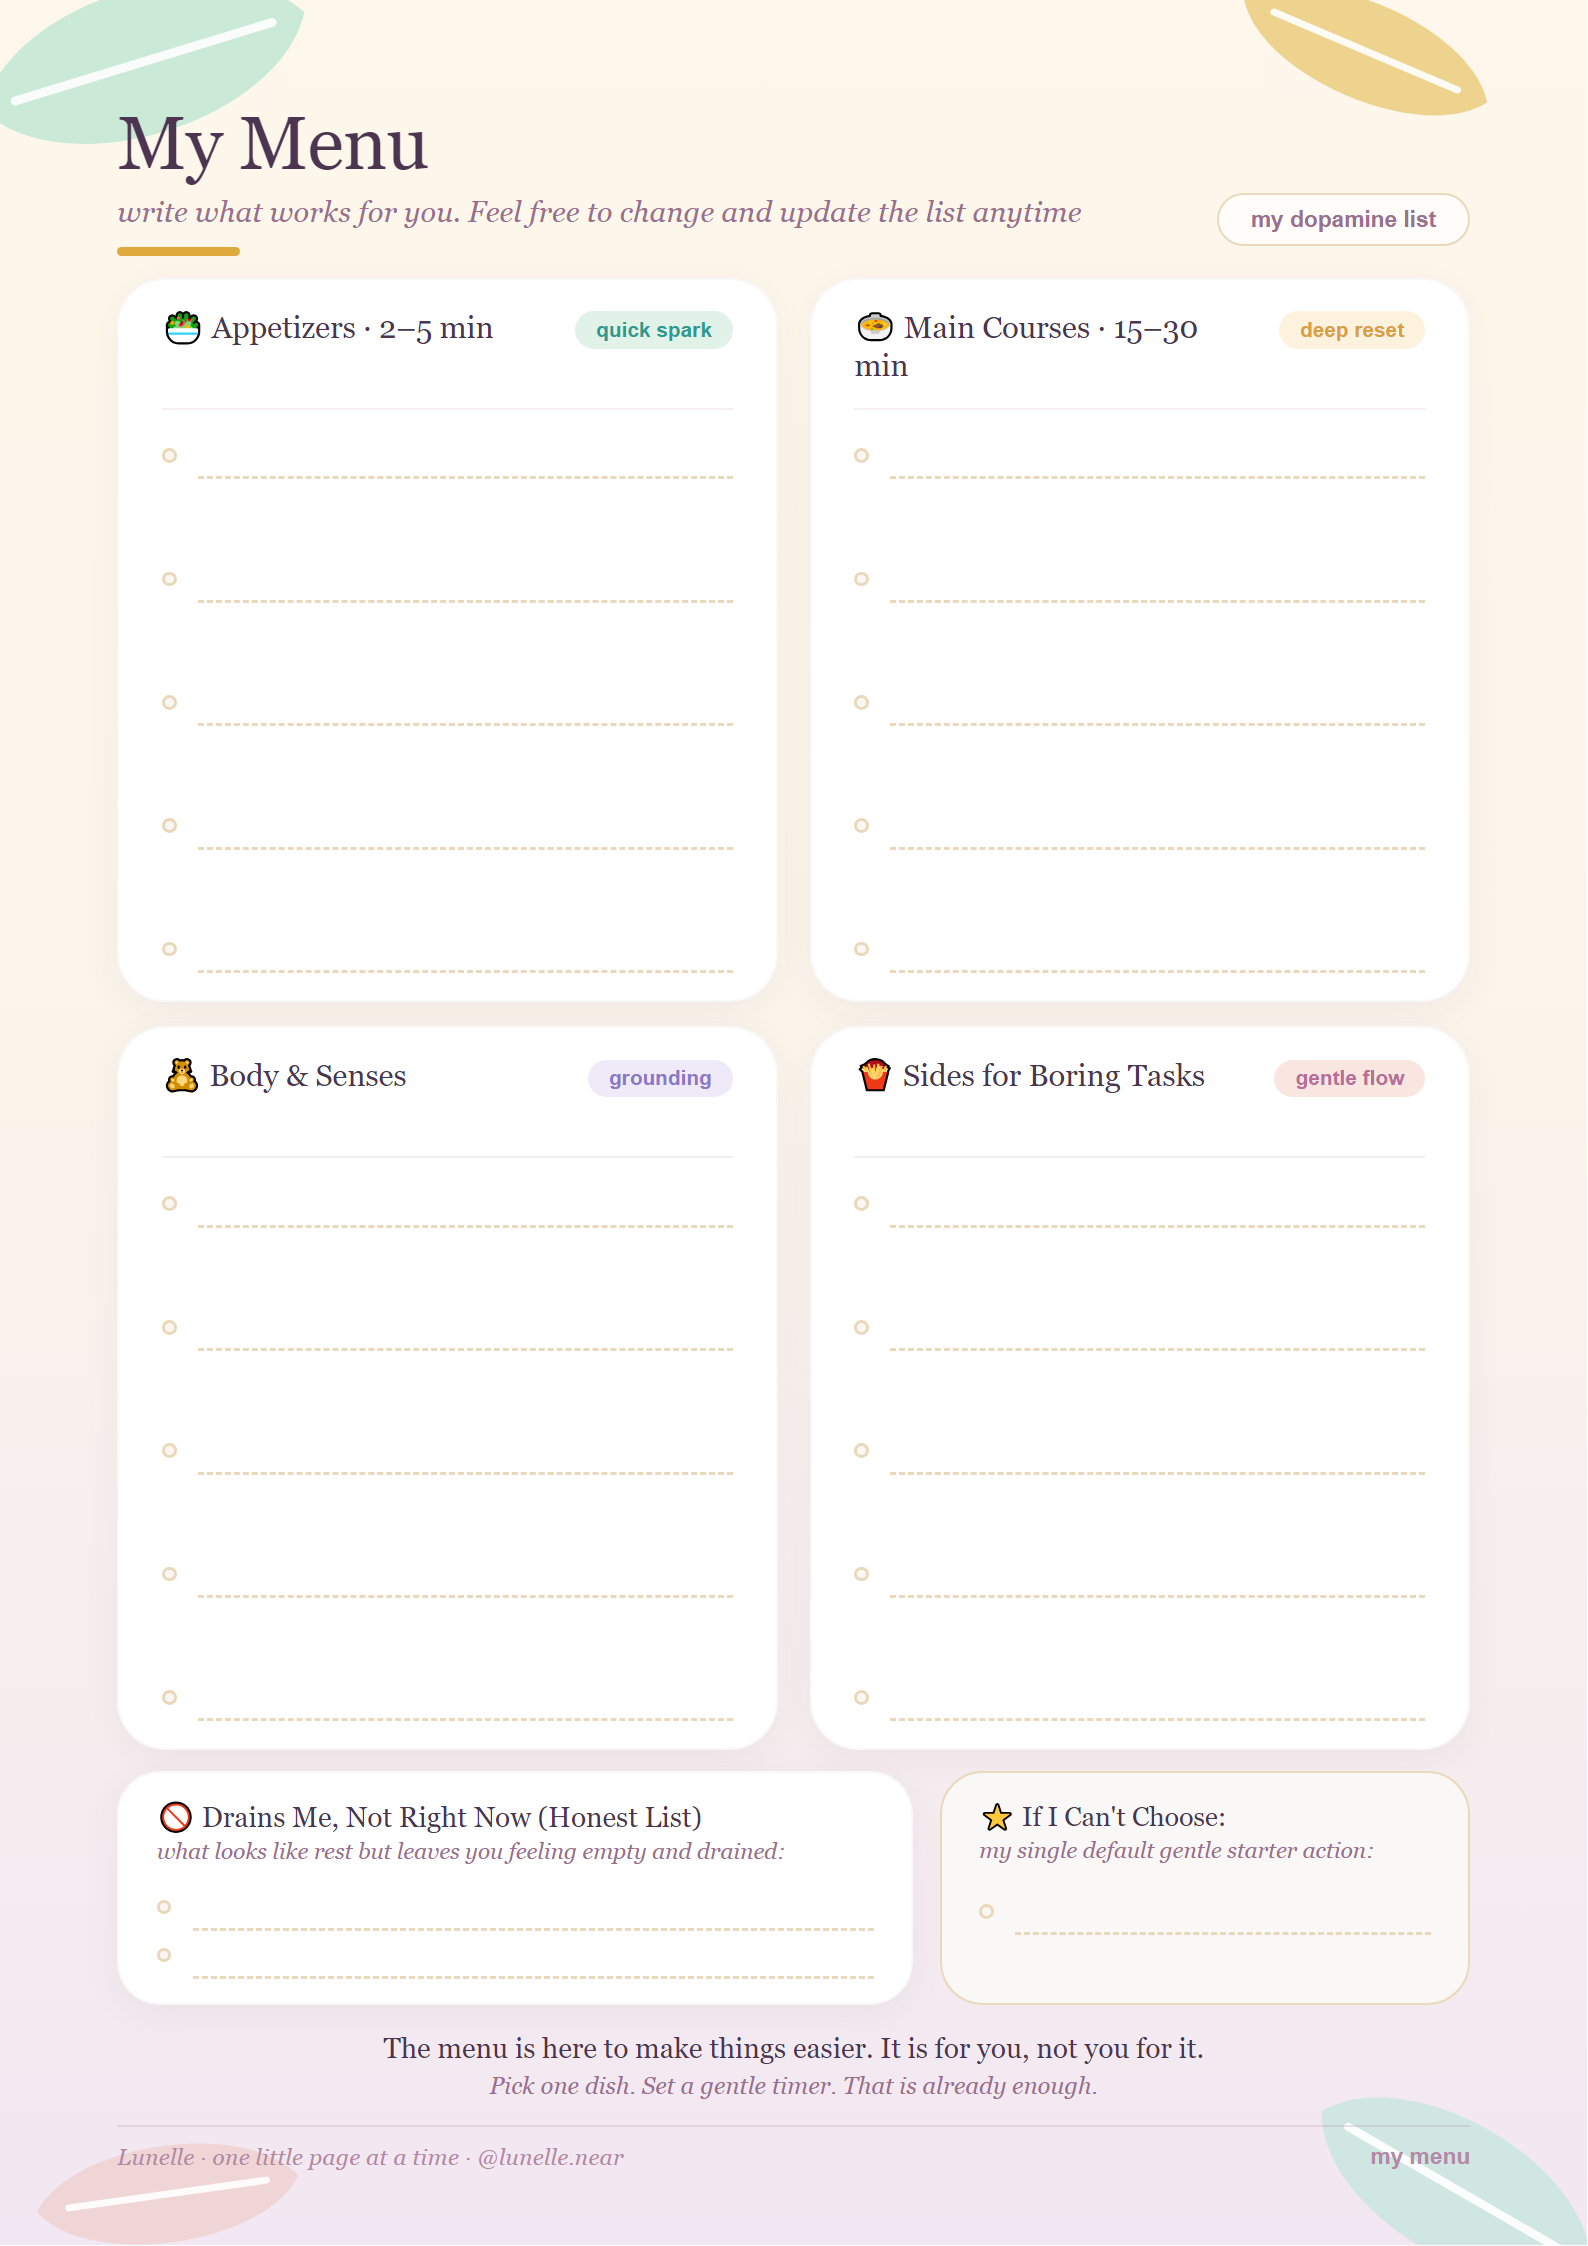 My Menu
write what works for you. Feel free to change and update the list anytime
my dopamine list
Appetizers · 2–5 min
quick spark
Main Courses · 15–30
min
deep reset
Body & Senses
grounding
Sides for Boring Tasks
gentle flow
Drains Me, Not Right Now (Honest List)
what looks like rest but leaves you feeling empty and drained:
If I Can't Choose:
my single default gentle starter action:
The menu is here to make things easier. It is for you, not you for it.
Pick one dish. Set a gentle timer. That is already enough.
Lunelle · one little page at a time · @lunelle.near
my menu